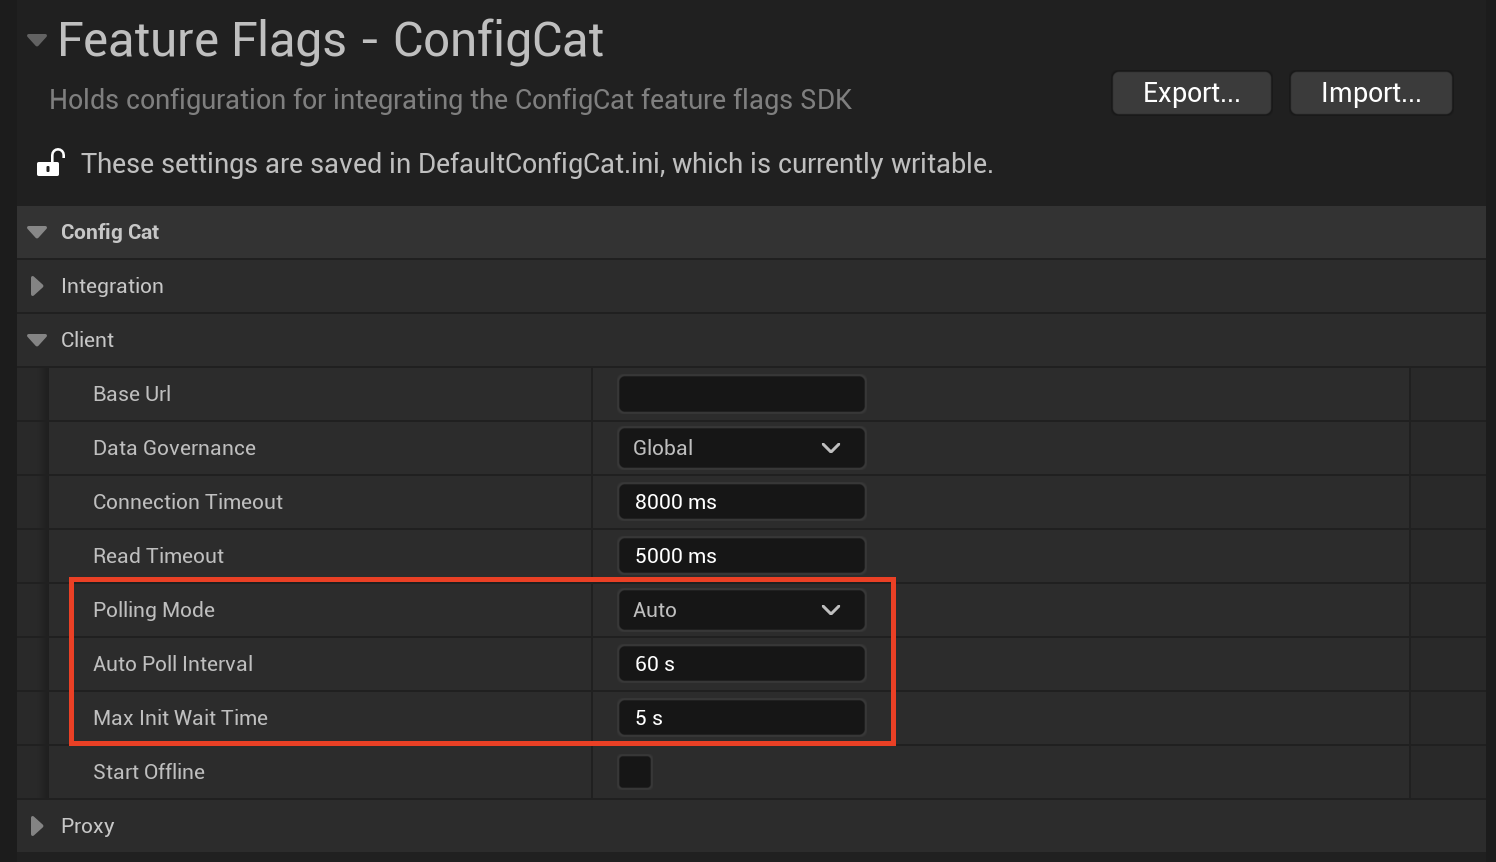 Feature Flags - ConfigCat
Holds configuration for integrating the ConfigCat feature flags SDK
Export...
Import...
These settings are saved in DefaultConfigCat.ini, which is currently writable.
Config Cat
Integration
Client
Base Url
Data Governance Global
Connection Timeout 8000 ms
Read Timeout 5000 ms
Polling Mode Auto
Auto Poll Interval 60 s
Max Init Wait Time 5 s
Start Offline
Proxy